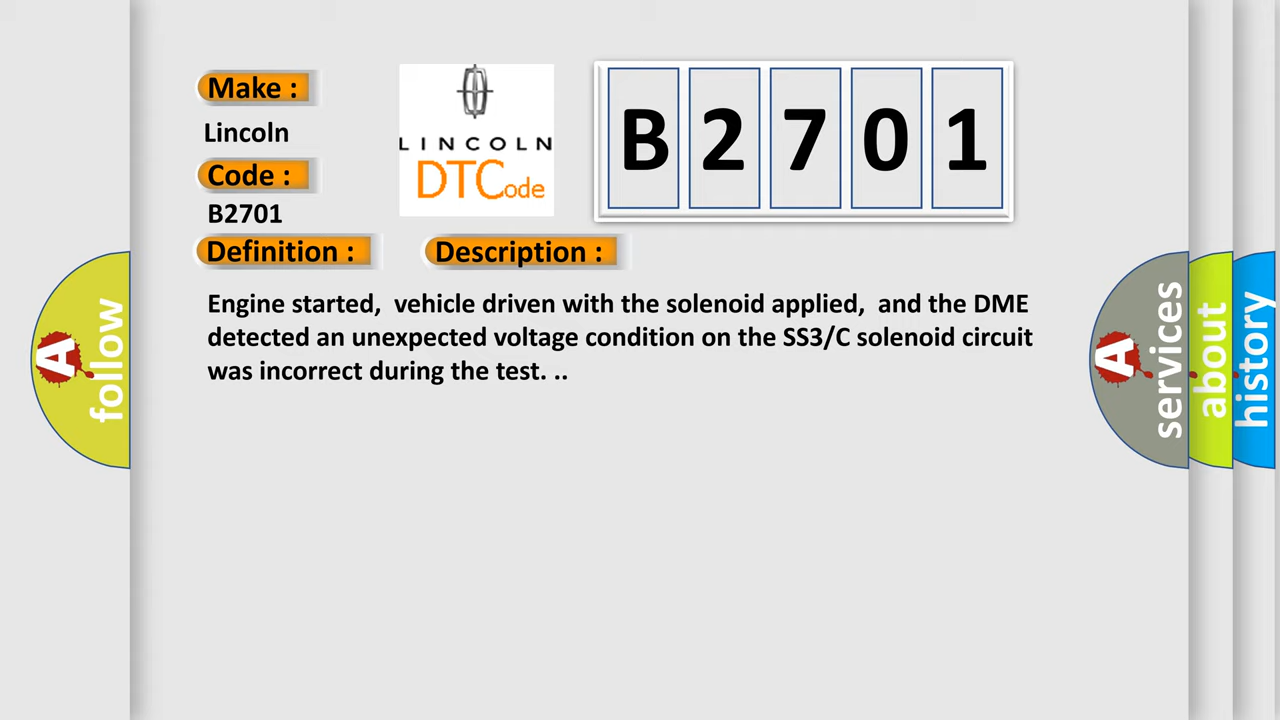 Make :
Lincoln
Code :
B2701
Definition :
Description :
LINCOLN
DTCode
B 2 7 0 1
Engine started,  vehicle driven with the solenoid applied,  and the DME
detected an unexpected voltage condition on the SS3/C solenoid circuit
was incorrect during the test.  ..
A follow
A services
about
history